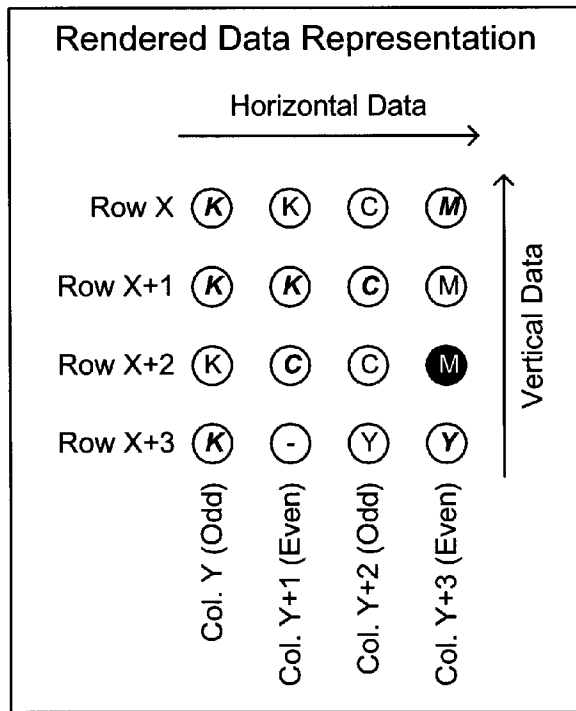 Rendered Data Representation
Horizontal Data
Row X K K C M
Row X+1 K K C M
Row X+2 K C C M
Row X+3 K - Y Y
Col. Y (Odd)
Col. Y+1 (Even)
Col. Y+2 (Odd)
Col. Y+3 (Even)
Vertical Data